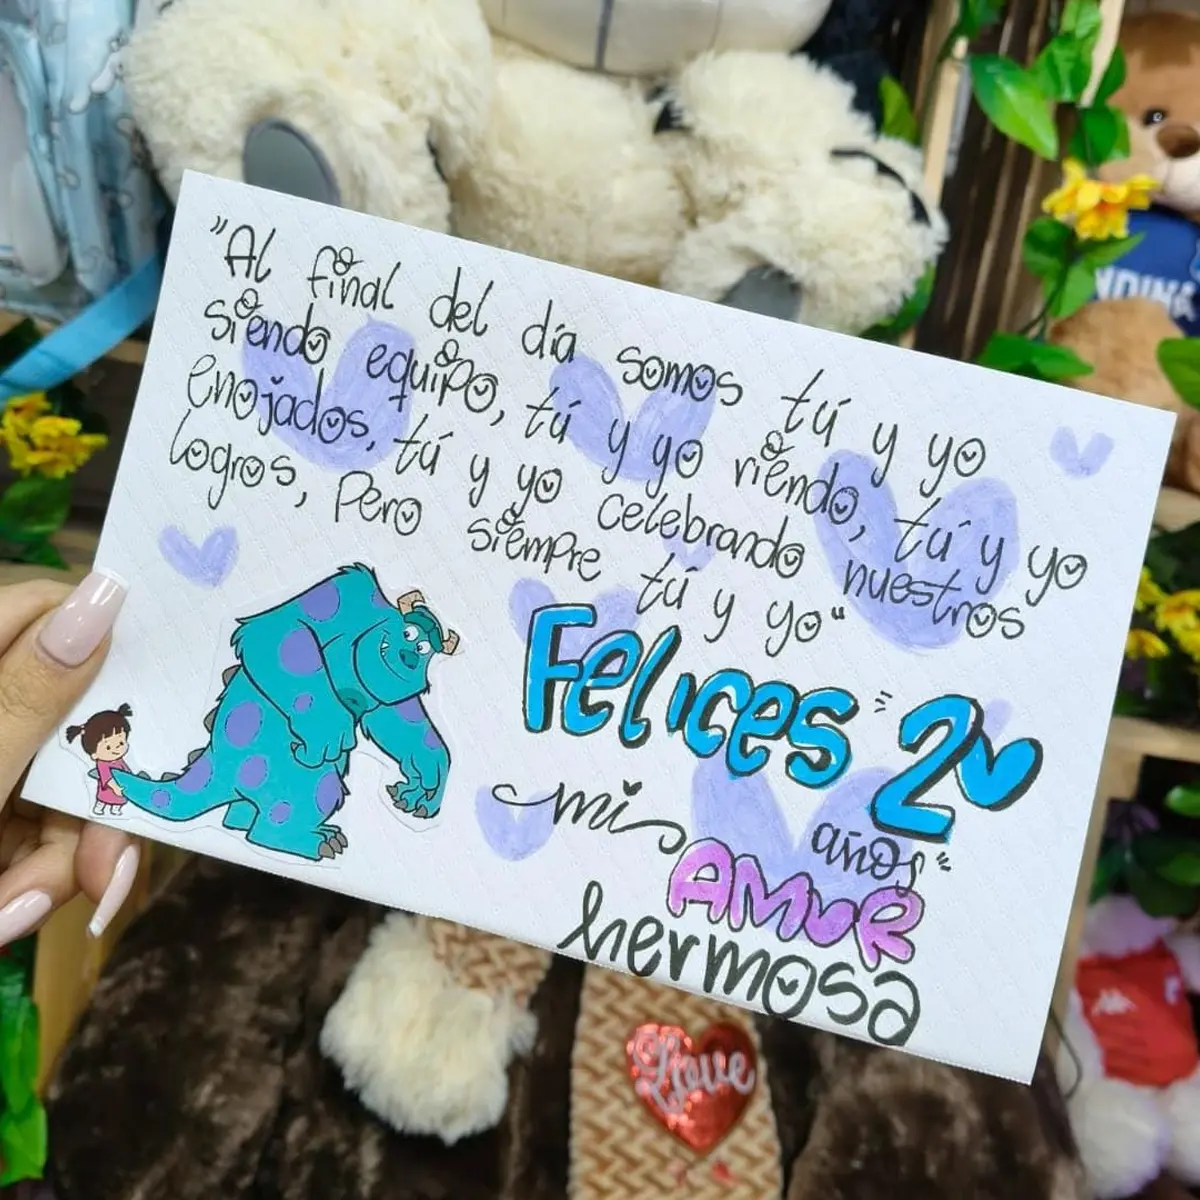 "Al final del día somos tú y yo
siendo equipo, tú y yo riendo, tú y yo
enojados, tú y yo celebrando nuestros
logros, pero siempre tú y yo"
Felices 2
años
mi
AMOR
hermosa
Love